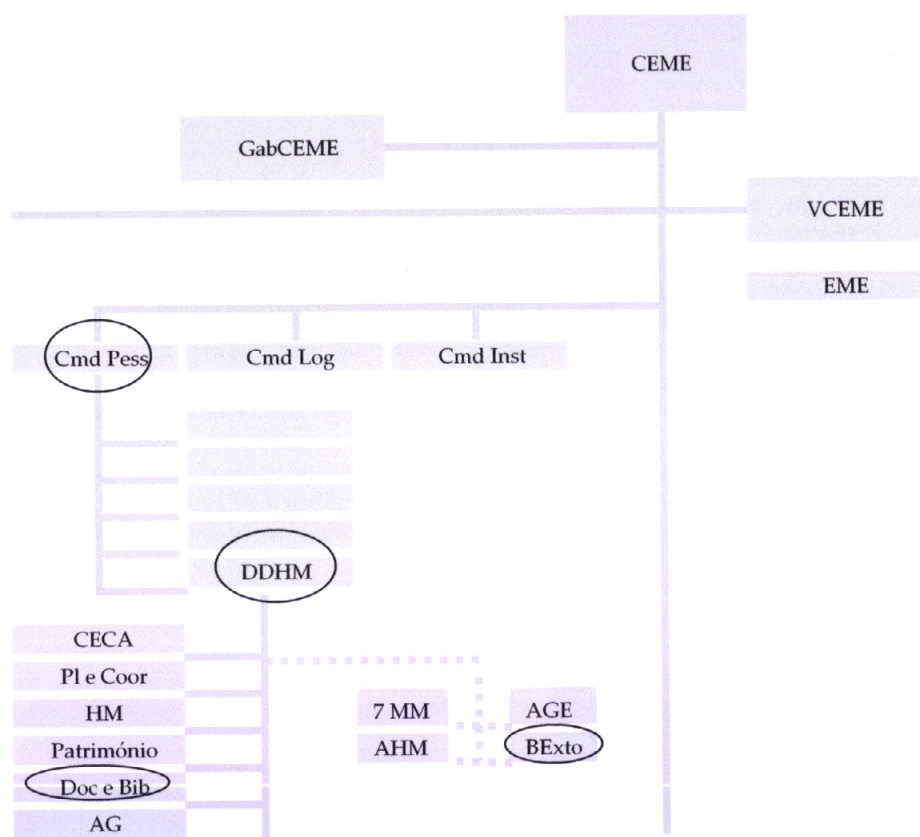 CEME
GabCEME
VCEME
EME
Cmd Pess
Cmd Log
Cmd Inst
DDHM
CECA
Pl e Coor
HM
Património
Doc e Bib
AG
7 MM
AGE
AHM
BExto